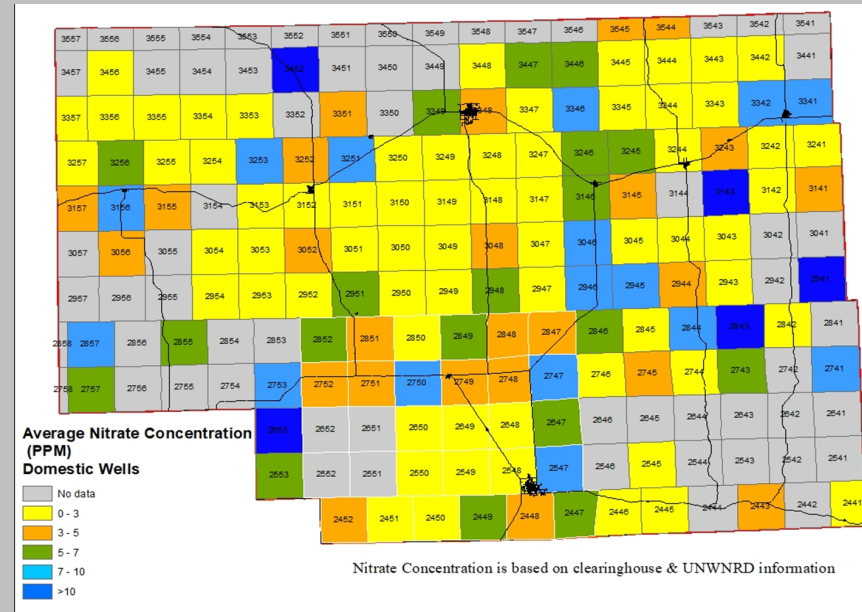 3557 3556 3555 3554 3553 3552 3551 3550 3549 3548 3547 3546 3545 3544 3543 3542 3541
3457 3456 3455 3454 3453 3452 3451 3450 3449 3448 3447 3446 3445 3444 3443 3442 3441
3357 3356 3355 3354 3353 3352 3351 3350 3349 3348 3347 3346 3345 3344 3343 3342 3341
3257 3256 3255 3254 3253 3252 3251 3250 3249 3248 3247 3246 3245 3244 3243 3242 3241
3157 3156 3155 3154 3153 3152 3151 3150 3149 3148 3147 3146 3145 3144 3143 3142 3141
3057 3056 3055 3054 3053 3052 3051 3050 3049 3048 3047 3046 3045 3044 3043 3042 3041
2957 2956 2955 2954 2953 2952 2951 2950 2949 2948 2947 2946 2945 2944 2943 2942 2941
2858 2857 2856 2855 2854 2853 2852 2851 2850 2849 2848 2847 2846 2845 2844 2843 2842 2841
2758 2757 2756 2755 2754 2753 2752 2751 2750 2749 2748 2747 2746 2745 2744 2743 2742 2741
2653 2652 2651 2650 2649 2648 2647 2646 2645 2644 2643 2642 2641
2553 2552 2551 2550 2549 2548 2547 2546 2545 2544 2543 2542 2541
2452 2451 2450 2449 2448 2447 2446 2445 2444 2443 2442 2441
Average Nitrate Concentration
(PPM)
Domestic Wells
No data
0 - 3
3 - 5
5 - 7
7 - 10
>10
Nitrate Concentration is based on clearinghouse & UNWNRD information